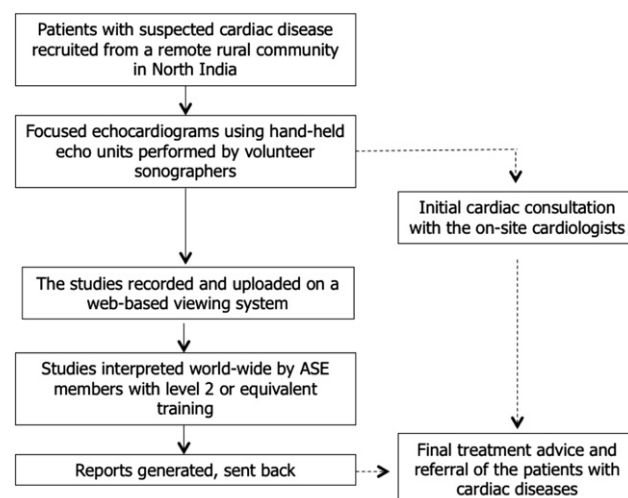 Patients with suspected cardiac disease
recruited from a remote rural community
in North India
Focused echocardiograms using hand-held
echo units performed by volunteer
sonographers
Initial cardiac consultation
with the on-site cardiologists
The studies recorded and uploaded on a
web-based viewing system
Studies interpreted world-wide by ASE
members with level 2 or equivalent
training
Reports generated, sent back
Final treatment advice and
referral of the patients with
cardiac diseases